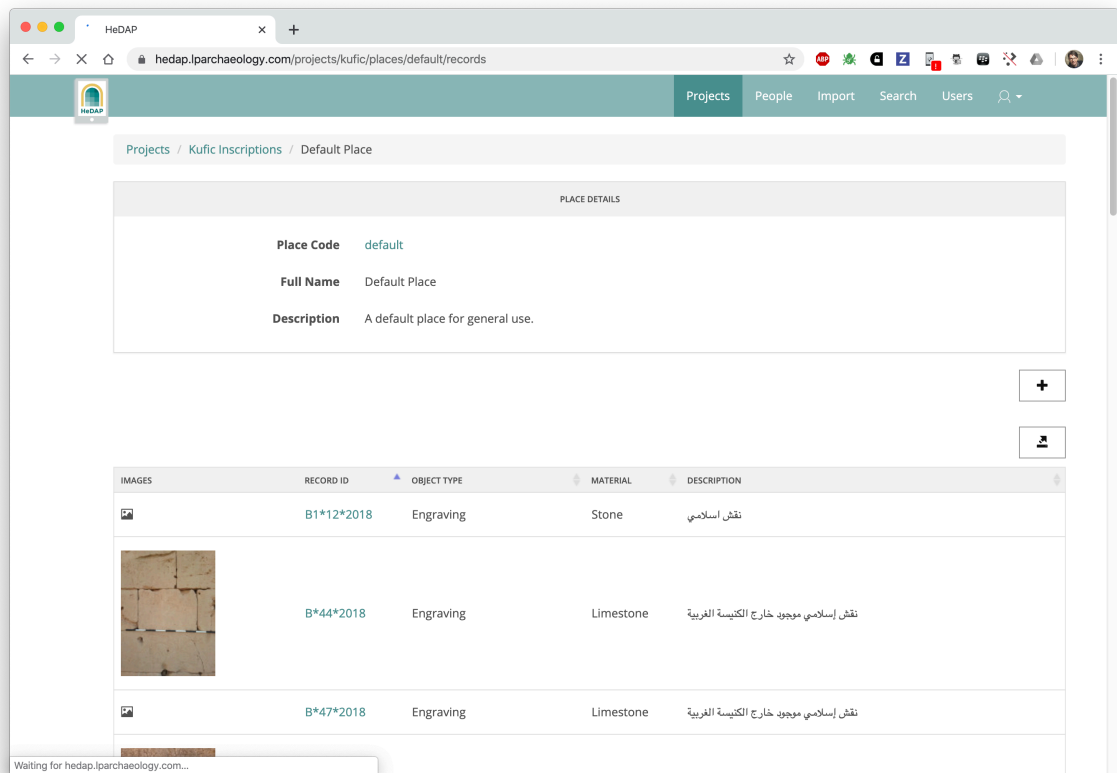 HeDAP
hedap.lparchaeology.com/projects/kufic/places/default/records
ABP
Z
HeDAP
Projects People Import Search Users
Projects / Kufic Inscriptions / Default Place
PLACE DETAILS
Place Code default
Full Name Default Place
Description A default place for general use.
IMAGES RECORD ID OBJECT TYPE MATERIAL DESCRIPTION
B1*12*2018 Engraving Stone نقش اسلامي
B*44*2018 Engraving Limestone نقش إسلامي موجود خارج الكنيسة الغربية
B*47*2018 Engraving Limestone نقش إسلامي موجود خارج الكنيسة الغربية
Waiting for hedap.lparchaeology.com...